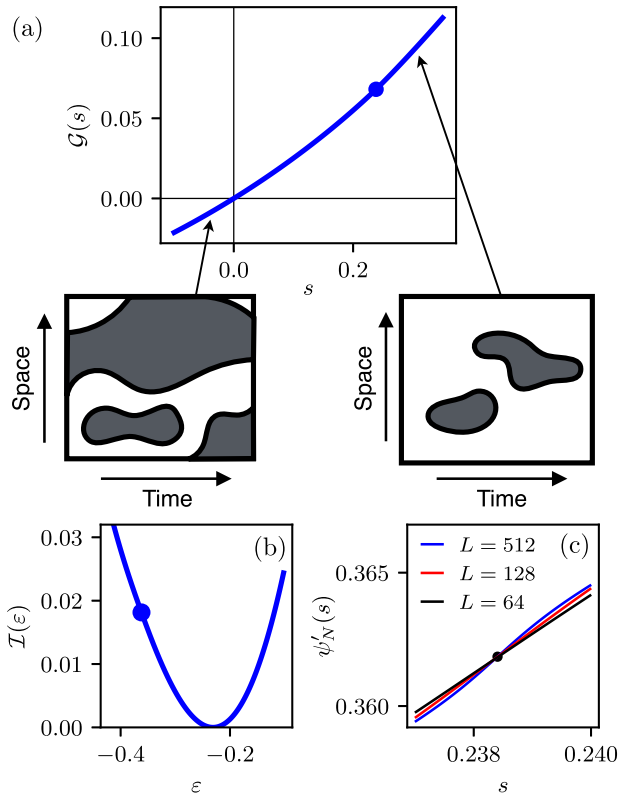 (a)
0.10
0.05
0.00
𝒢(s)
0.0 0.2
s
Space
Time
Space
Time
(b)
0.03
0.02
0.01
0.00
ℐ(ε)
−0.4 −0.2
ε
(c)
L = 512
L = 128
L = 64
0.365
0.360
ψ′_N(s)
0.238 0.240
s